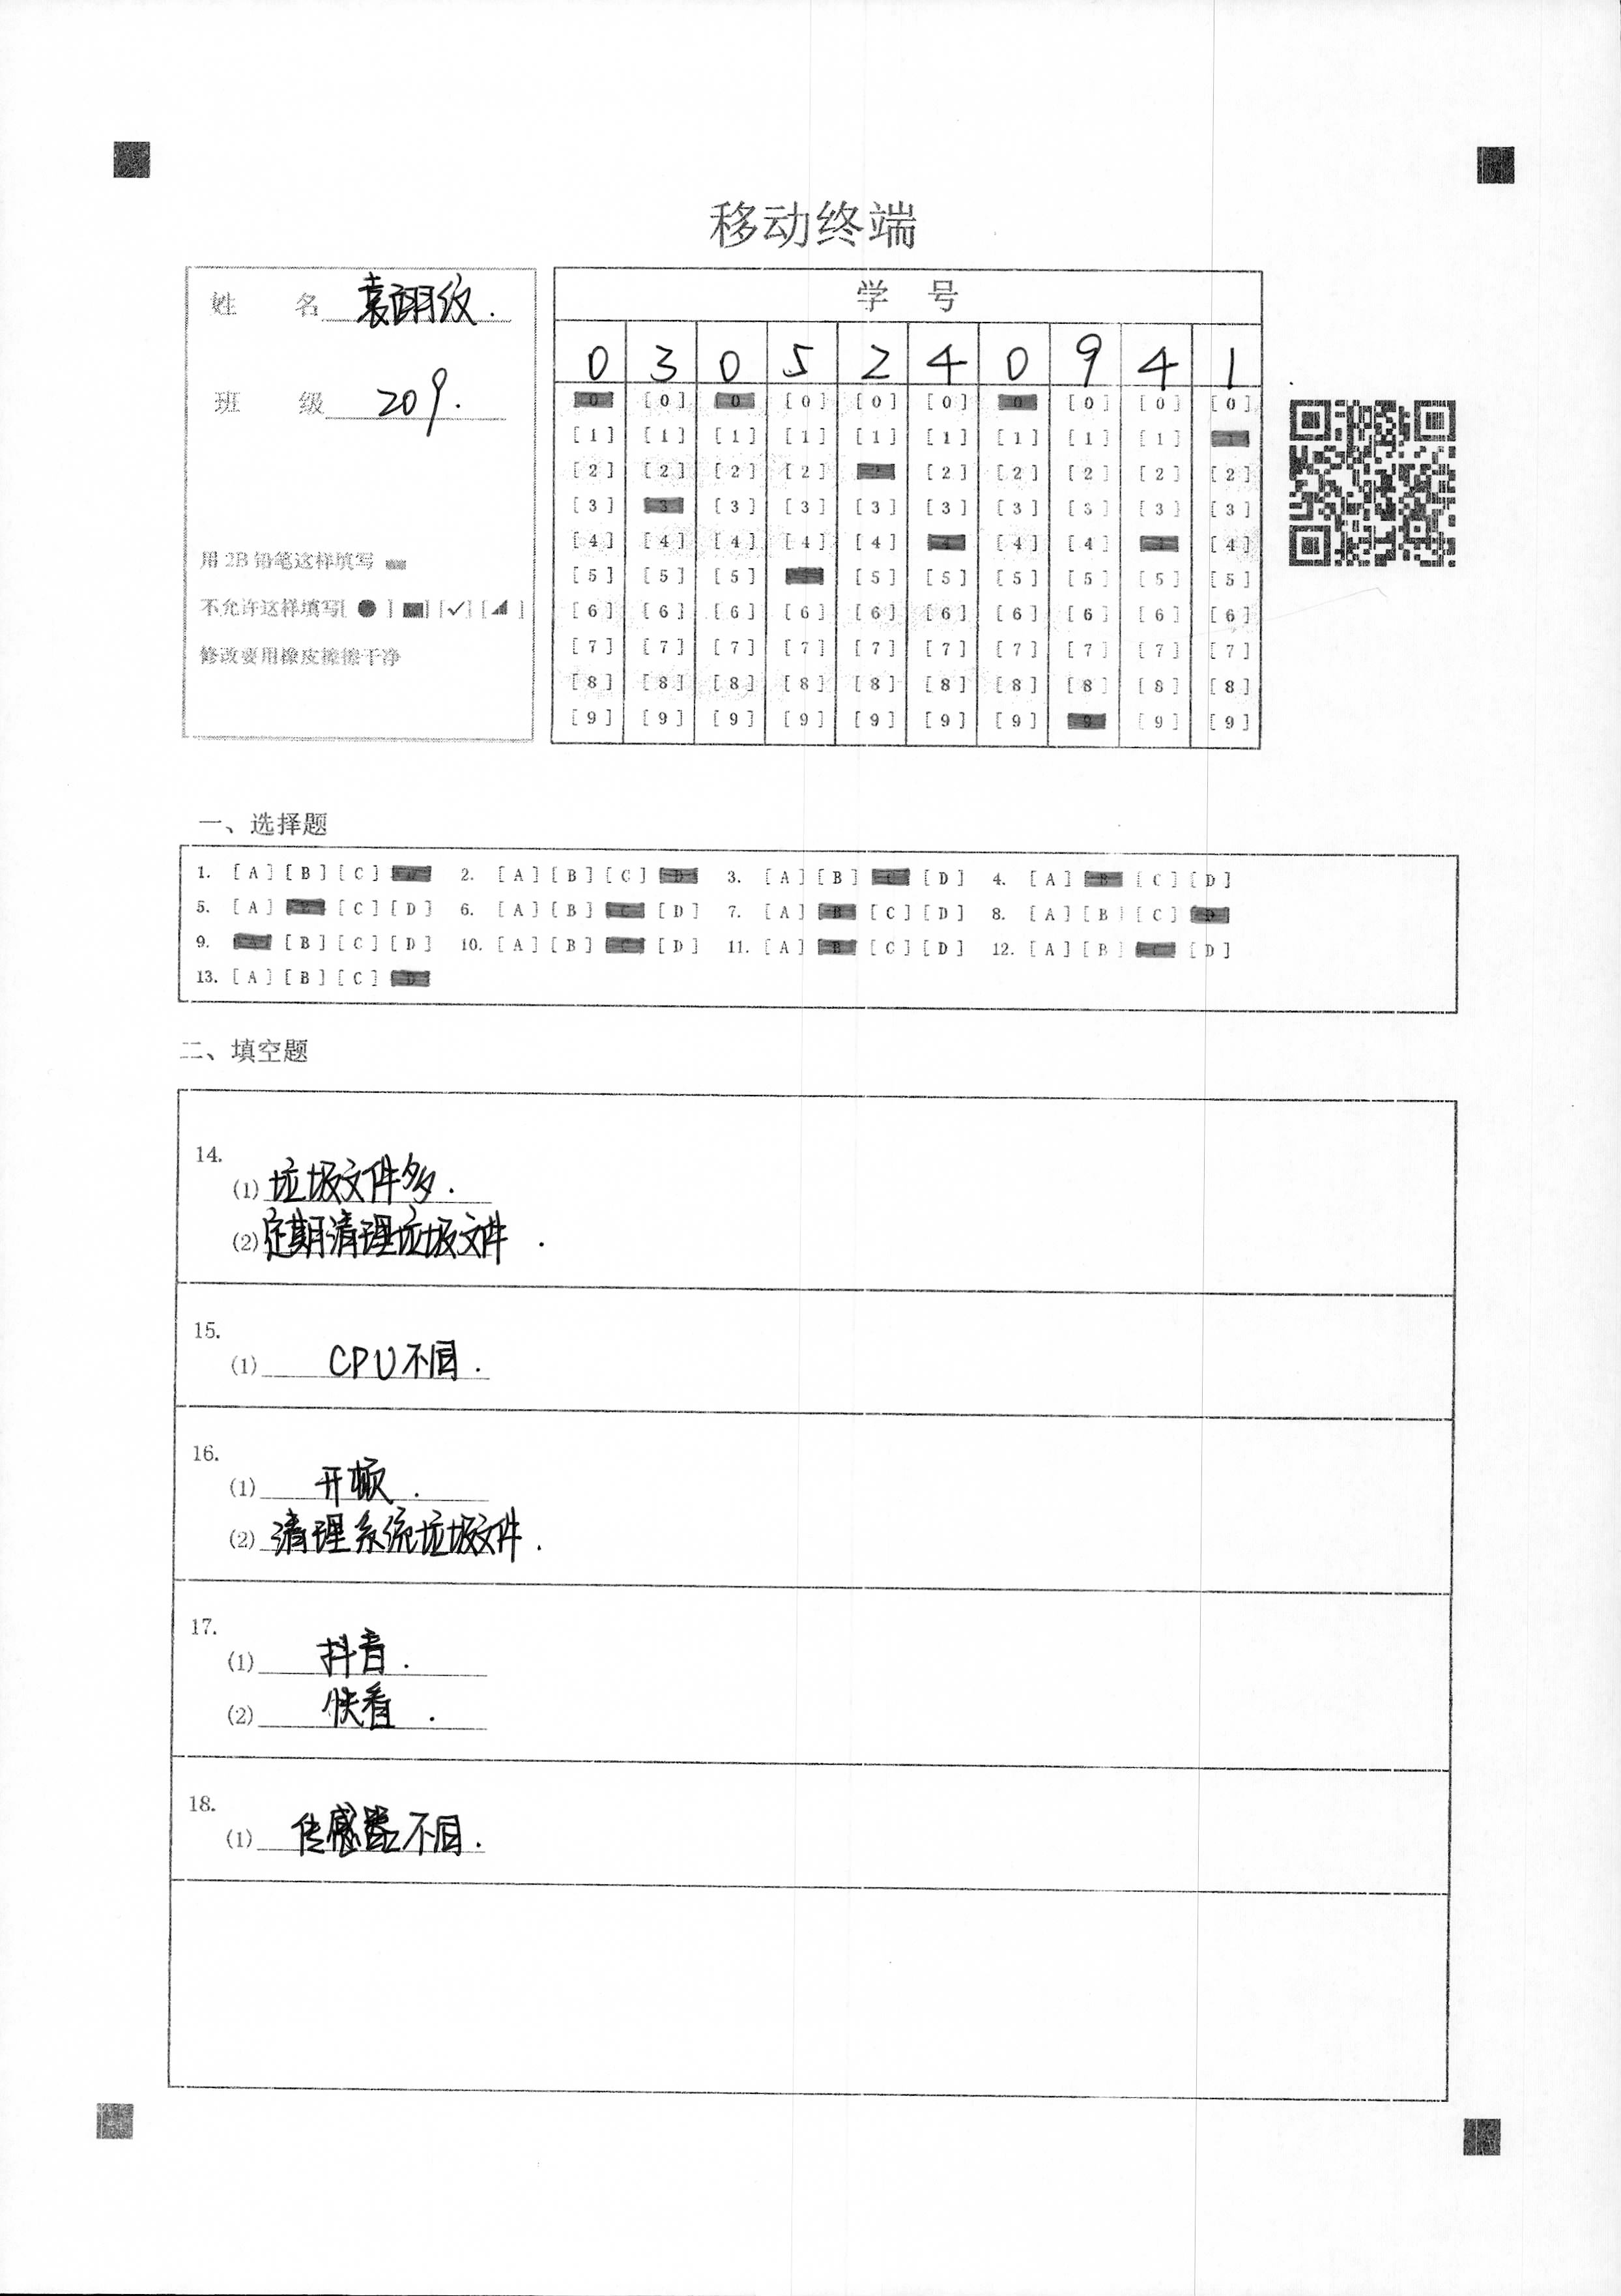 移动终端
姓 名 袁翊纹.
班 级 209.
用 2B 铅笔这样填写
不允许这样填写[ ● ] [■] [✓] [◢ ]
修改要用橡皮擦擦干净
学 号
0 3 0 5 2 4 0 9 4 1
[0] [0] [0] [0] [0] [0] [0] [0] [0] [0]
[1] [1] [1] [1] [1] [1] [1] [1] [1] [1]
[2] [2] [2] [2] [2] [2] [2] [2] [2] [2]
[3] [3] [3] [3] [3] [3] [3] [3] [3] [3]
[4] [4] [4] [4] [4] [4] [4] [4] [4] [4]
[5] [5] [5] [5] [5] [5] [5] [5] [5]
[6] [6] [6] [6] [6] [6] [6] [6] [6] [6]
[7] [7] [7] [7] [7] [7] [7] [7] [7] [7]
[8] [8] [8] [8] [8] [8] [8] [8] [8] [8]
[9] [9] [9] [9] [9] [9] [9] [9] [9] [9]
一、选择题
1. [A] [B] [C] [D] 2. [A] [B] [C] [D] 3. [A] [B] [C] [D] 4. [A] [B] [C] [D]
5. [A] [B] [C] [D] 6. [A] [B] [C] [D] 7. [A] [B] [C] [D] 8. [A] [B] [C] [D]
9. [A] [B] [C] [D] 10. [A] [B] [C] [D] 11. [A] [B] [C] [D] 12. [A] [B] [C] [D]
13. [A] [B] [C] [D]
二、填空题
14.
(1) 垃圾文件多.
(2) 定期清理垃圾文件.
15.
(1) CPU不同.
16.
(1) 开
(2) 清理系统垃圾文件.
17.
(1) 抖音.
(2) 快看.
18.
(1) 传感器不同.